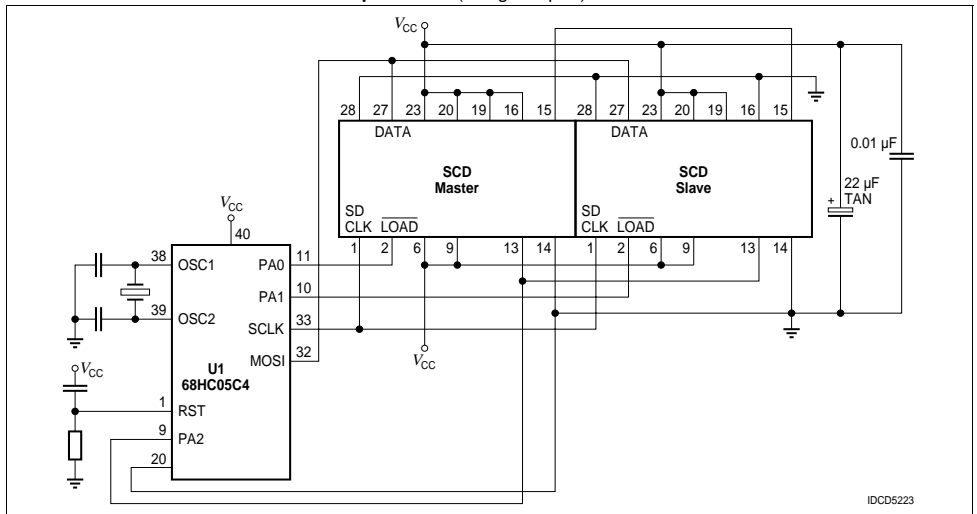 VCC
28 27 23 20 19 16 15 28 27 23 20 19 16 15
DATA DATA
0.01 µF
SCD
Master
SCD
Slave
22 µF
TAN
+
VCC
SD
CLK LOAD
SD
CLK LOAD
40
1 2 6 9 13 14 1 2 6 9 13 14
38 OSC1 PA0 11
PA1 10
39 OSC2 SCLK 33
MOSI 32
VCC
U1
68HC05C4
VCC
1 RST
9 PA2
20
IDCD5223